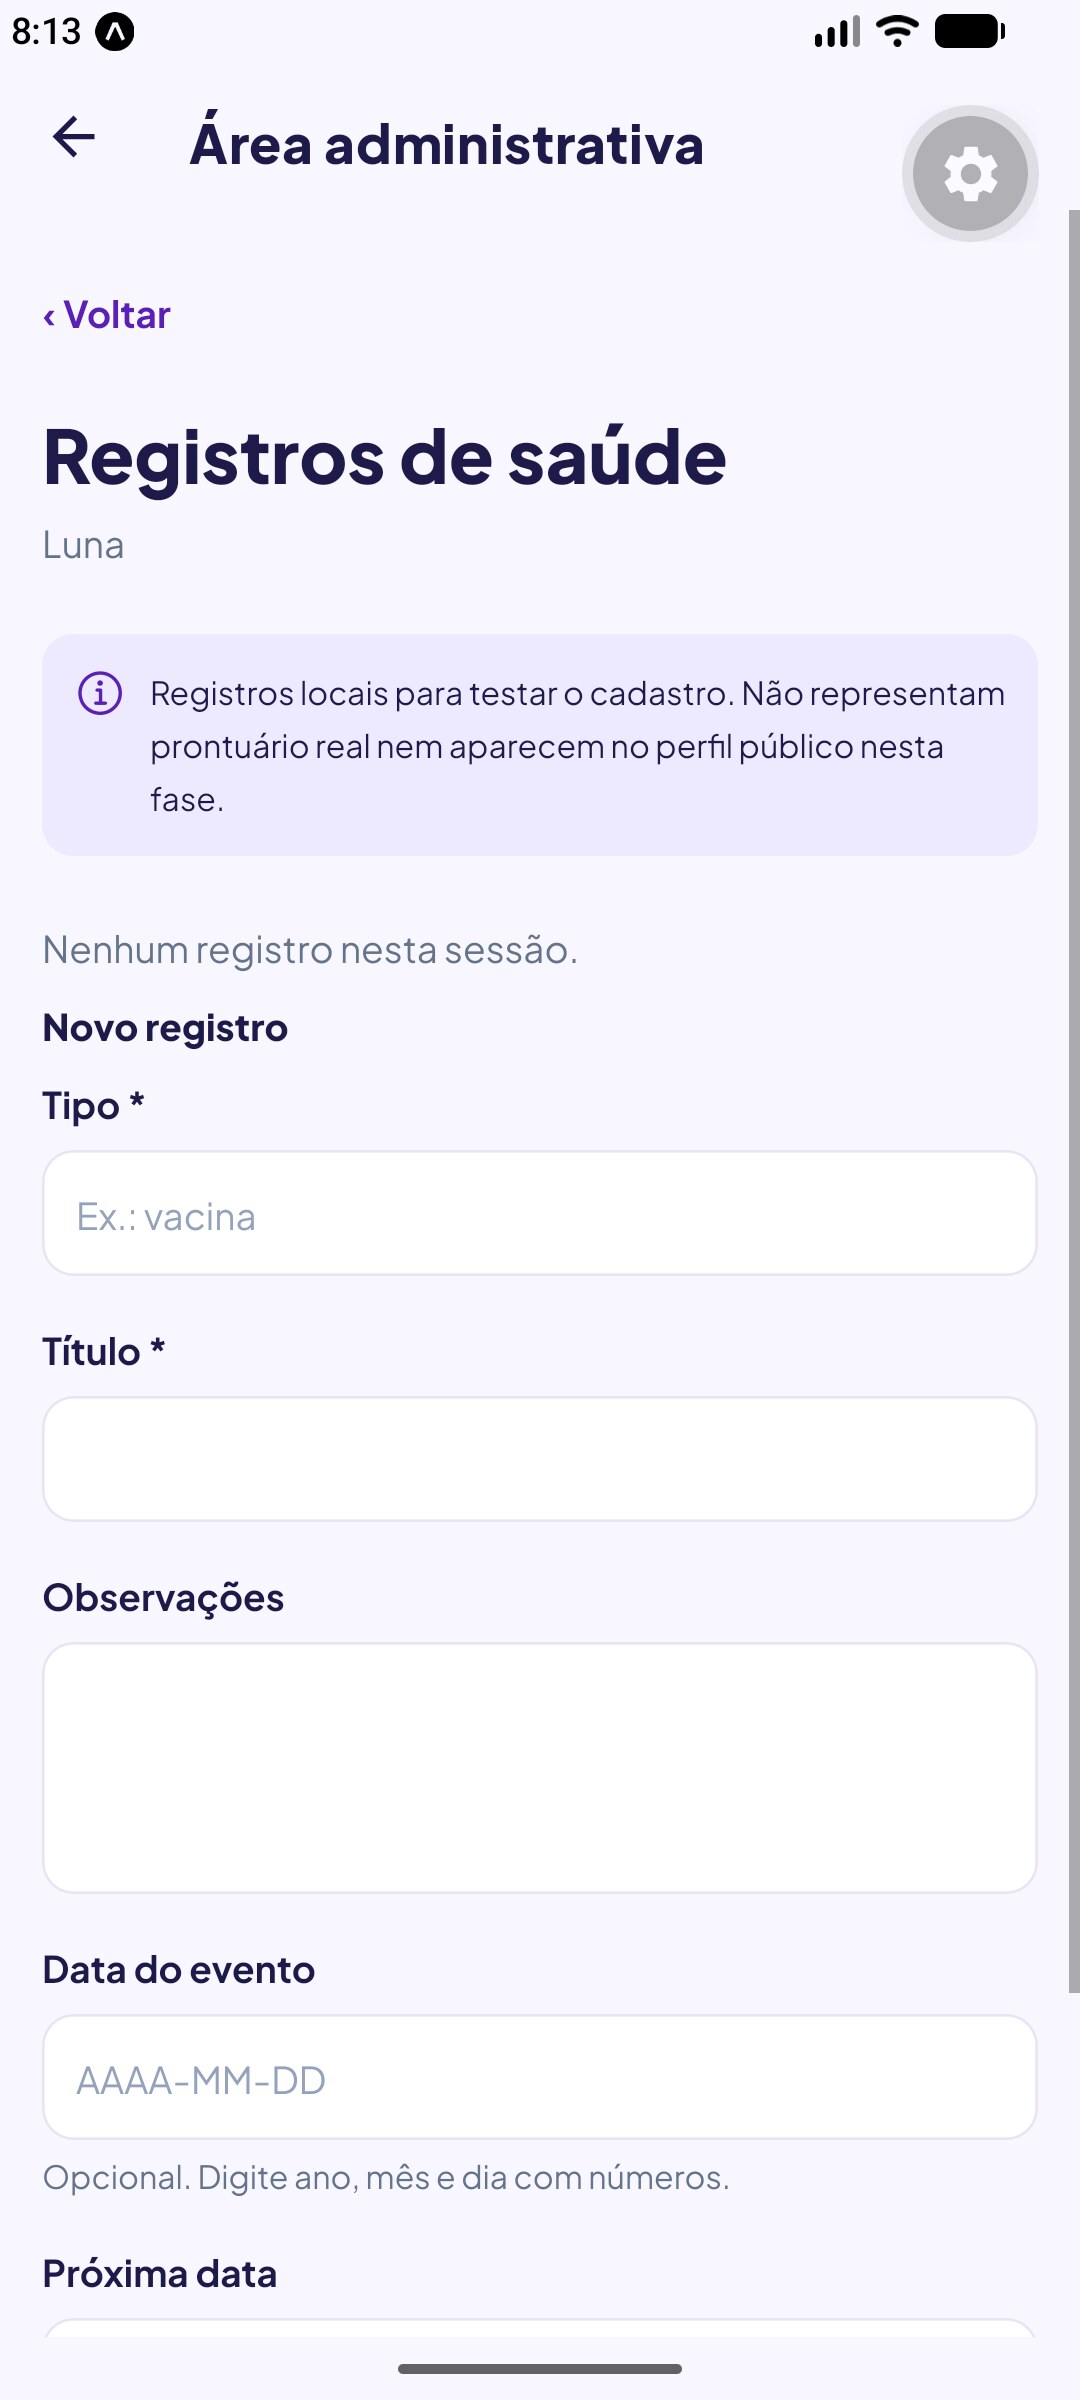 8:13
Área administrativa
‹ Voltar
Registros de saúde
Luna
Registros locais para testar o cadastro. Não representam
prontuário real nem aparecem no perfil público nesta
fase.
Nenhum registro nesta sessão.
Novo registro
Tipo *
Ex.: vacina
Título *
Observações
Data do evento
AAAA-MM-DD
Opcional. Digite ano, mês e dia com números.
Próxima data